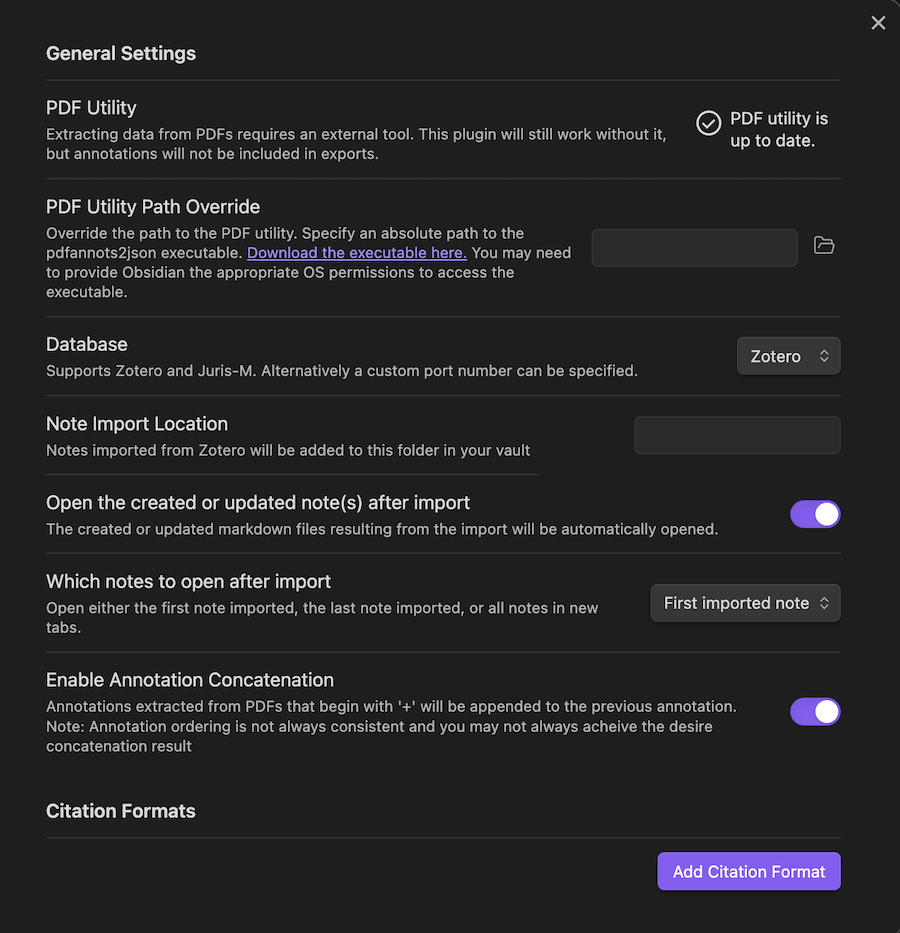 General Settings
PDF Utility
Extracting data from PDFs requires an external tool. This plugin will still work without it,
but annotations will not be included in exports.
PDF utility is
up to date.
PDF Utility Path Override
Override the path to the PDF utility. Specify an absolute path to the
pdfannots2json executable. Download the executable here. You may need
to provide Obsidian the appropriate OS permissions to access the
executable.
Database
Supports Zotero and Juris-M. Alternatively a custom port number can be specified.
Zotero
Note Import Location
Notes imported from Zotero will be added to this folder in your vault
Open the created or updated note(s) after import
The created or updated markdown files resulting from the import will be automatically opened.
Which notes to open after import
Open either the first note imported, the last note imported, or all notes in new
tabs.
First imported note
Enable Annotation Concatenation
Annotations extracted from PDFs that begin with '+' will be appended to the previous annotation.
Note: Annotation ordering is not always consistent and you may not always acheive the desire
concatenation result
Citation Formats
Add Citation Format